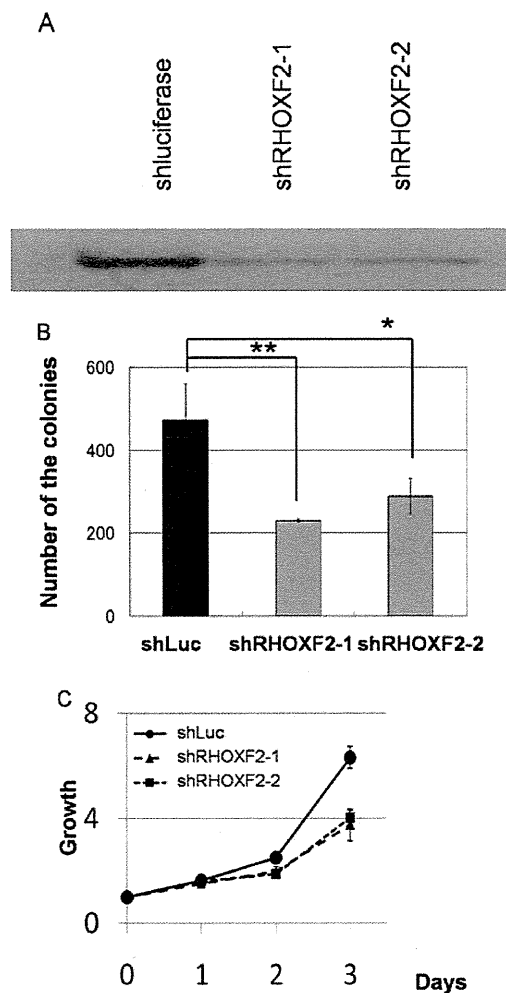 A
shluciferase
shRHOXF2-1
shRHOXF2-2
B
Number of the colonies
600
400
200
0
*
**
shLuc shRHOXF2-1 shRHOXF2-2
C
Growth
8
4
0
shLuc
shRHOXF2-1
shRHOXF2-2
0 1 2 3 Days